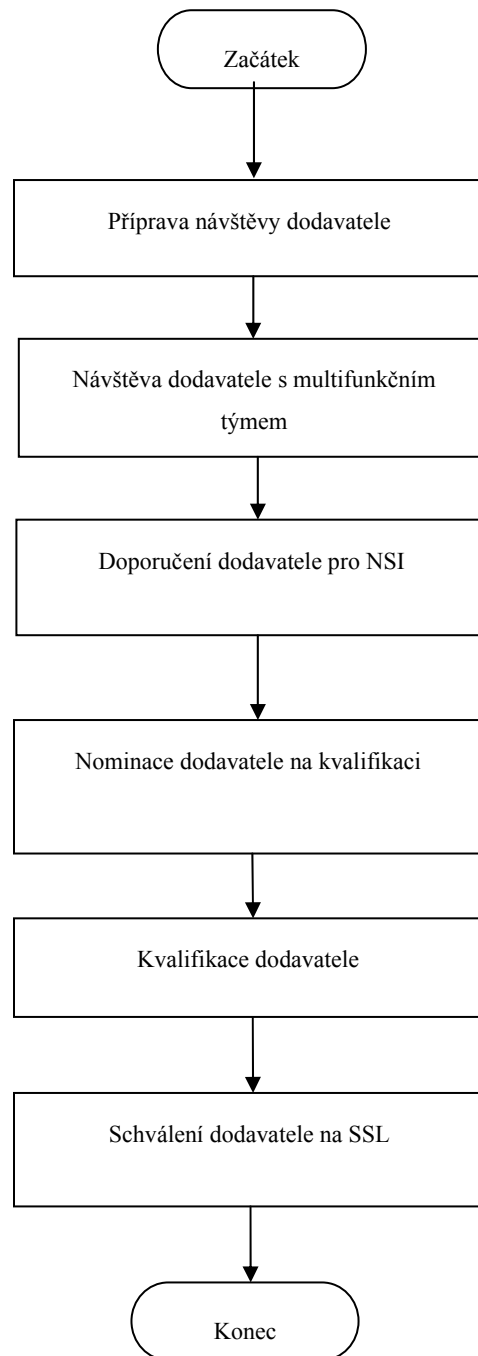 Začátek
Příprava návštěvy dodavatele
Návštěva dodavatele s multifunkčním
týmem
Doporučení dodavatele pro NSI
Nominace dodavatele na kvalifikaci
Kvalifikace dodavatele
Schválení dodavatele na SSL
Konec